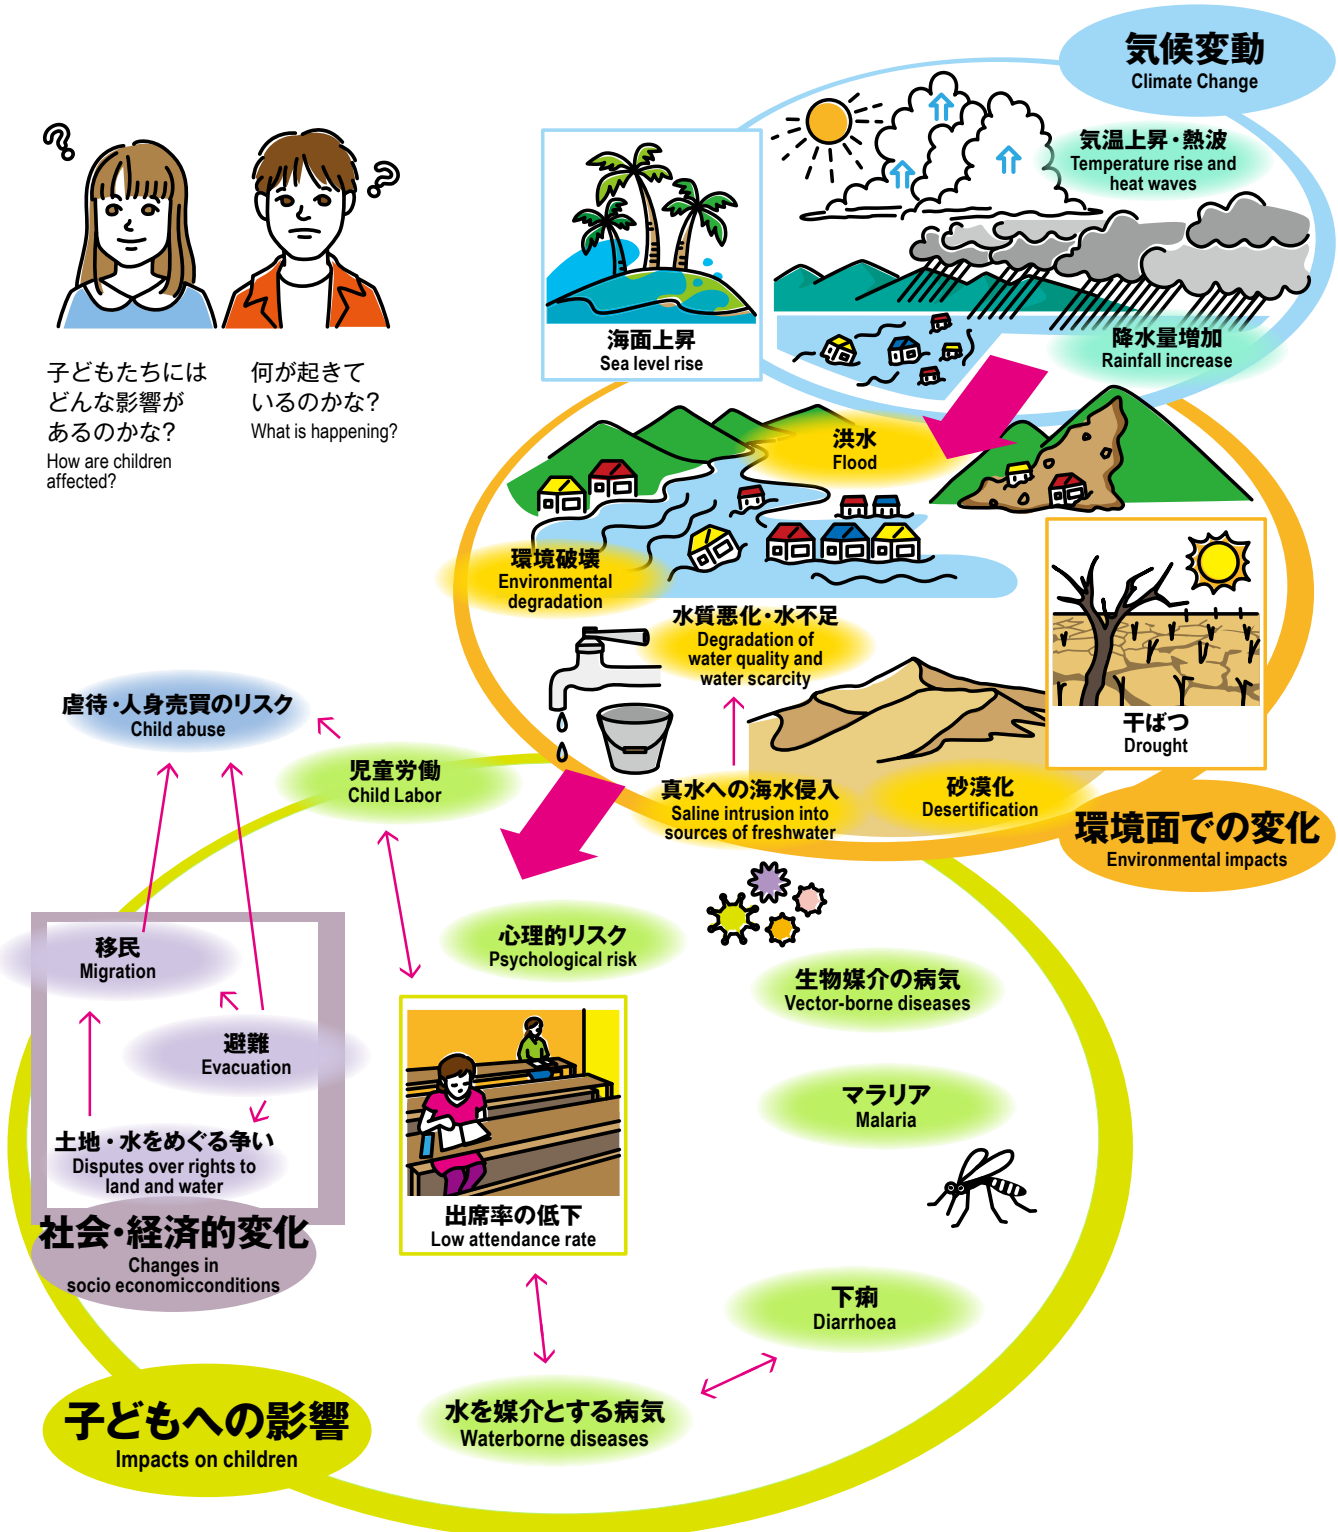 気候変動
Climate Change
気温上昇・熱波
Temperature rise and
heat waves
海面上昇
Sea level rise
降水量増加
Rainfall increase
子どもたちには
どんな影響が
あるのかな?
How are children
affected?
何が起きて
いるのかな?
What is happening?
洪水
Flood
環境破壊
Environmental
degradation
水質悪化・水不足
Degradation of
water quality and
water scarcity
干ばつ
Drought
真水への海水侵入
Saline intrusion into
sources of freshwater
砂漠化
Desertification
環境面での変化
Environmental impacts
虐待・人身売買のリスク
Child abuse
児童労働
Child Labor
心理的リスク
Psychological risk
移民
Migration
避難
Evacuation
土地・水をめぐる争い
Disputes over rights to
land and water
社会・経済的変化
Changes in
socio economicconditions
生物媒介の病気
Vector-borne diseases
マラリア
Malaria
出席率の低下
Low attendance rate
下痢
Diarrhoea
水を媒介とする病気
Waterborne diseases
子どもへの影響
Impacts on children